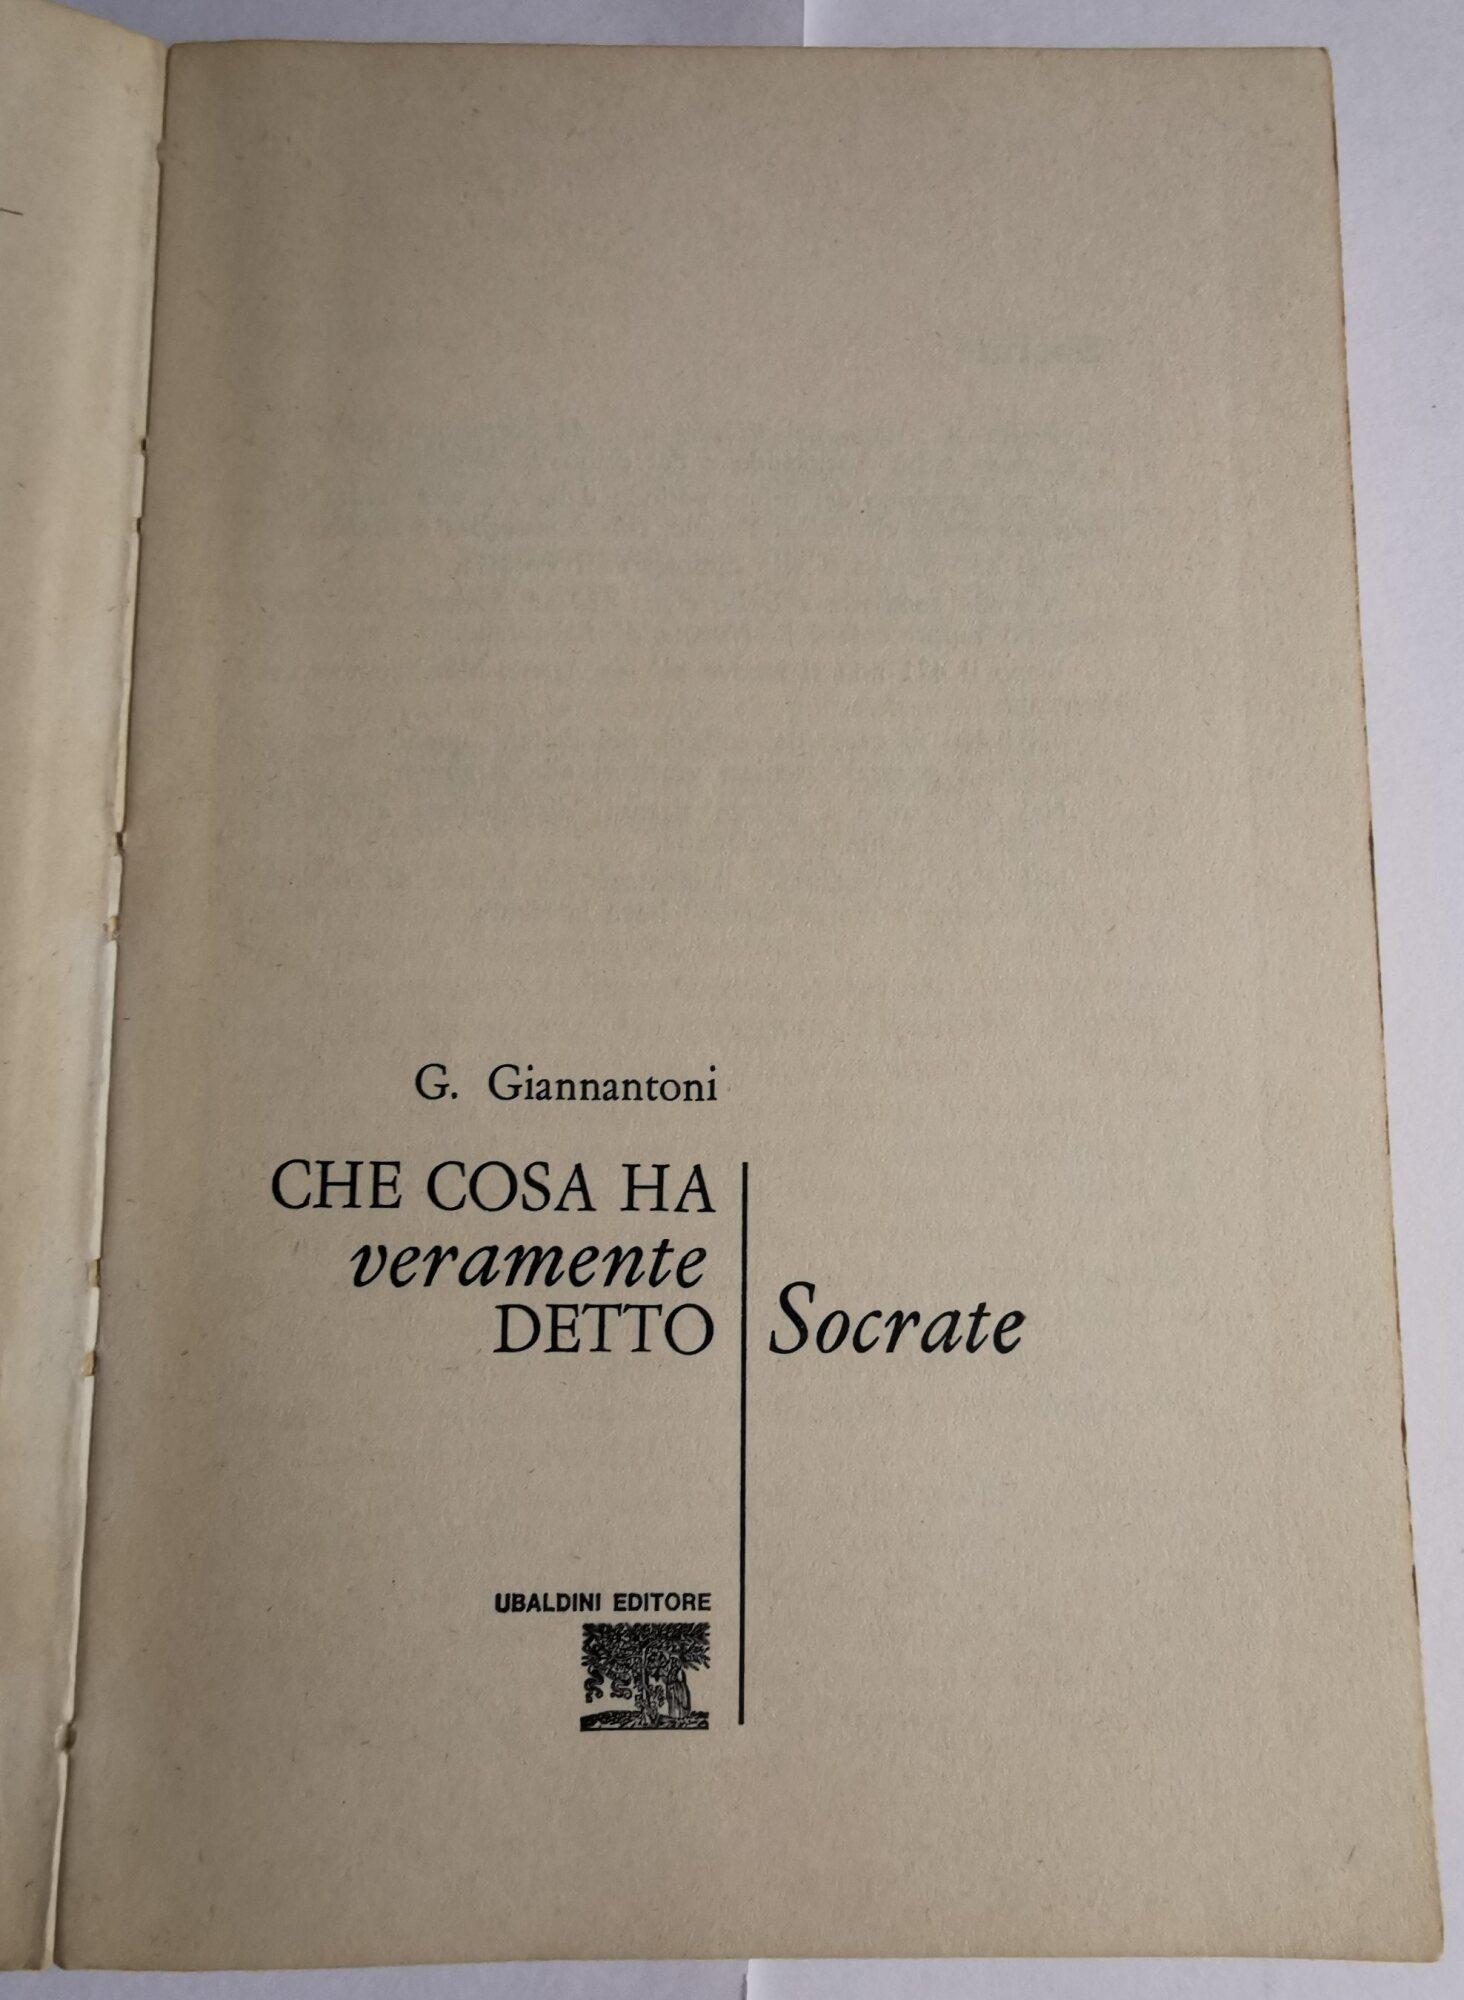 G. Giannantoni
CHE COSA HA
veramente
DETTO
Socrate
UBALDINI EDITORE